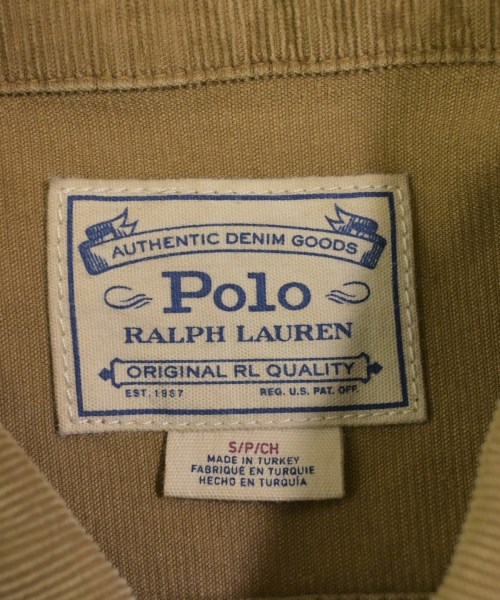 AUTHENTIC DENIM GOODS
Polo
RALPH LAUREN
ORIGINAL RL QUALITY
EST. 1967 REG. U.S. PAT. OFF.
S/P/CH
MADE IN TURKEY
FABRIQUÉ EN TURQUIE
HECHO EN TURQUÍA